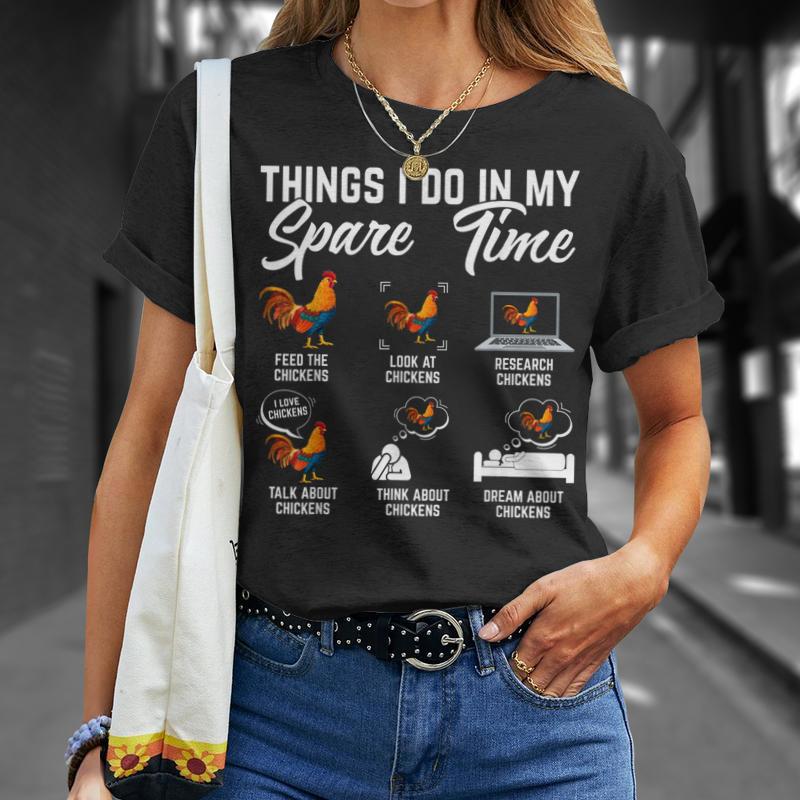 THINGS I DO IN MY
Spare Time
FEED THE
CHICKENS
LOOK AT
CHICKENS
RESEARCH
CHICKENS
I LOVE
CHICKENS
TALK ABOUT
CHICKENS
THINK ABOUT
CHICKENS
DREAM ABOUT
CHICKENS